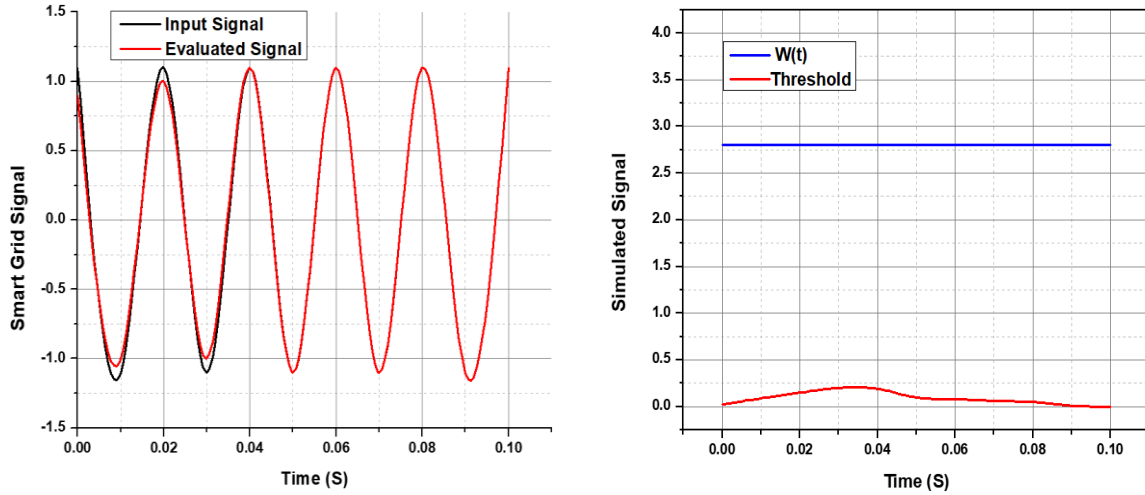 Input Signal
Evaluated Signal
1.5
1.0
0.5
0.0
-0.5
-1.0
-1.5
Smart Grid Signal
0.00 0.02 0.04 0.06 0.08 0.10
Time (S)
W(t)
Threshold
4.0
3.5
3.0
2.5
2.0
1.5
1.0
0.5
0.0
Simulated Signal
0.00 0.02 0.04 0.06 0.08 0.10
Time (S)